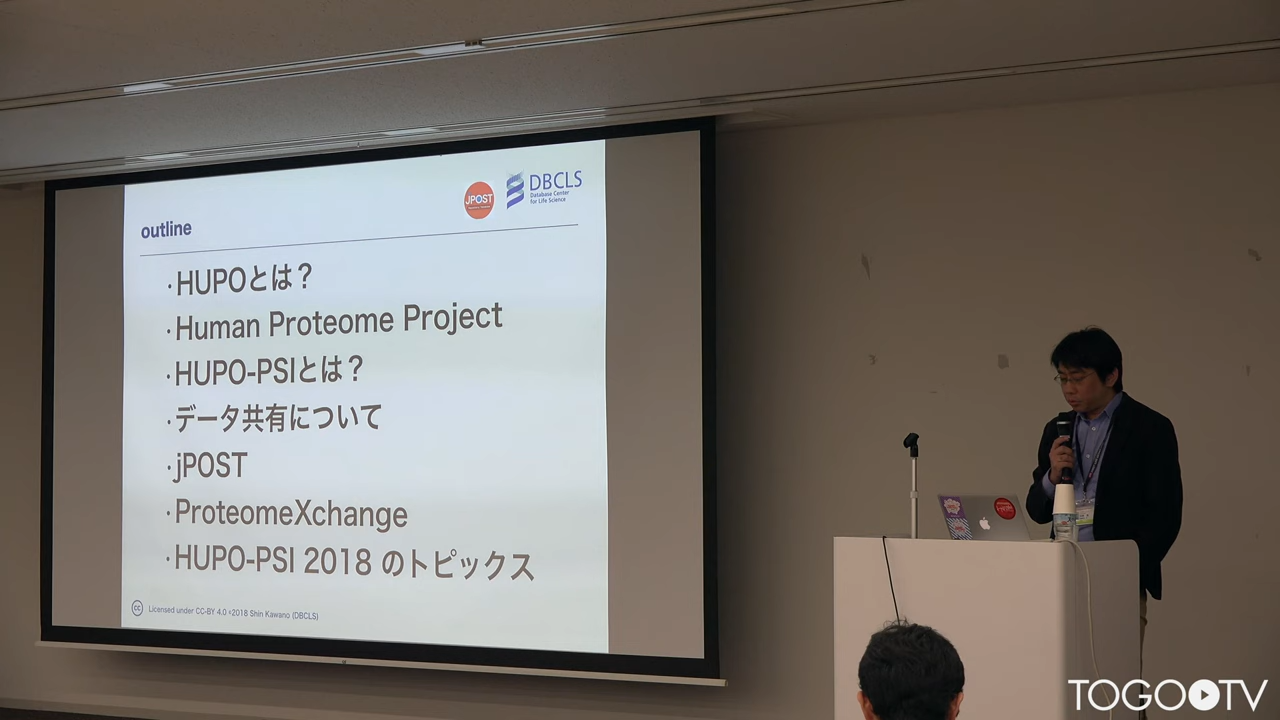 JPOST
DBCLS
Database Center
for Life Science
outline
・HUPOとは？
・Human Proteome Project
・HUPO-PSIとは？
・データ共有について
・jPOST
・ProteomeXchange
・HUPO-PSI 2018 のトピックス
cc
Licensed under CC-BY 4.0 ©2018 Shin Kawano (DBCLS)
TOGOTV